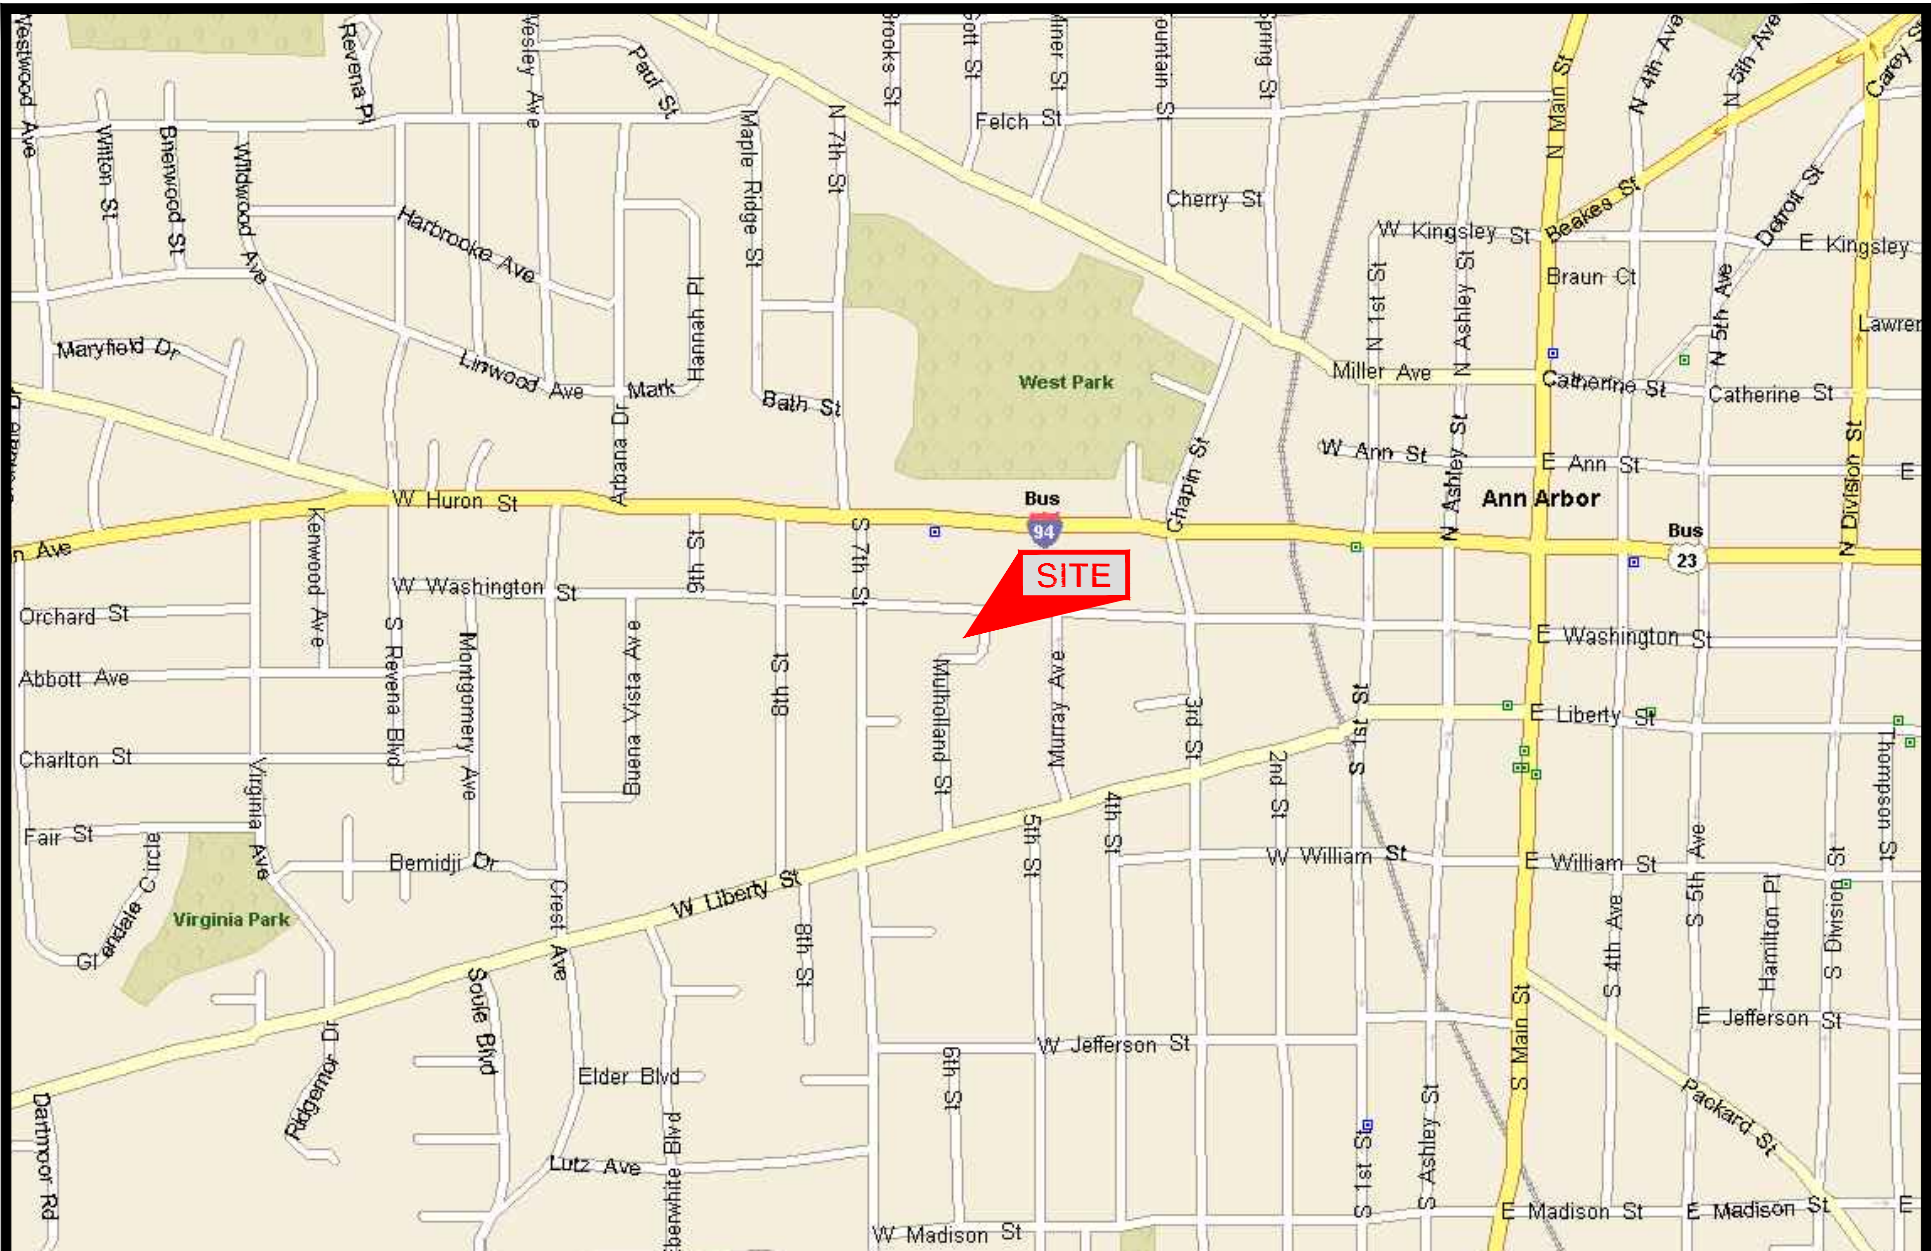 Westwood Ave
Revena Pl
Wesley Ave
Paul St
Brooks St
Miner St
Spring St
N Main St
N 4th Ave
N 5th Ave
Carey St
Wilton St
Brierwood St
Wildwood Ave
Maple Ridge St
N 7th St
Felch St
Cherry St
Harbrooke Ave
W Kingsley St
Beakes St
Detroit St
E Kingsley
Braun Ct
Hannah Pl
N 1st St
N Ashley St
N 5th Ave
Maryfield Dr
Linwood Ave
Mark
Bath St
West Park
Miller Ave
Catherine St
Catherine St
Arbana Dr
Chapin St
W Ann St
N Ashley St
E Ann St
E
N Division St
W Huron St
Bus
94
Ann Arbor
Bus
23
n Ave
Kenwood Ave
9th St
S 7th St
SITE
W Washington St
E Washington St
Orchard St
Abbott Ave
S Revena Blvd
Montgomery Ave
Buena Vista Ave
8th St
Mulholland St
Murray Ave
3rd St
S 1st St
E Liberty St
Charlton St
Virginia Ave
2nd St
Thompson St
Fair St
Glendale Circle
Bemidji Dr
5th St
4th St
W William St
E William St
S 5th Ave
Virginia Park
W Liberty St
Crest Ave
8th St
S 4th Ave
Hamilton Pl
S Division St
Soule Blvd
Ridgemor Dr
W Jefferson St
E Jefferson St
S Main St
Elder Blvd
6th St
Packard St
Dartmoor Rd
Lutz Ave
S 1st St
S Ashley St
W Madison St
E Madison St
E Madison St
E